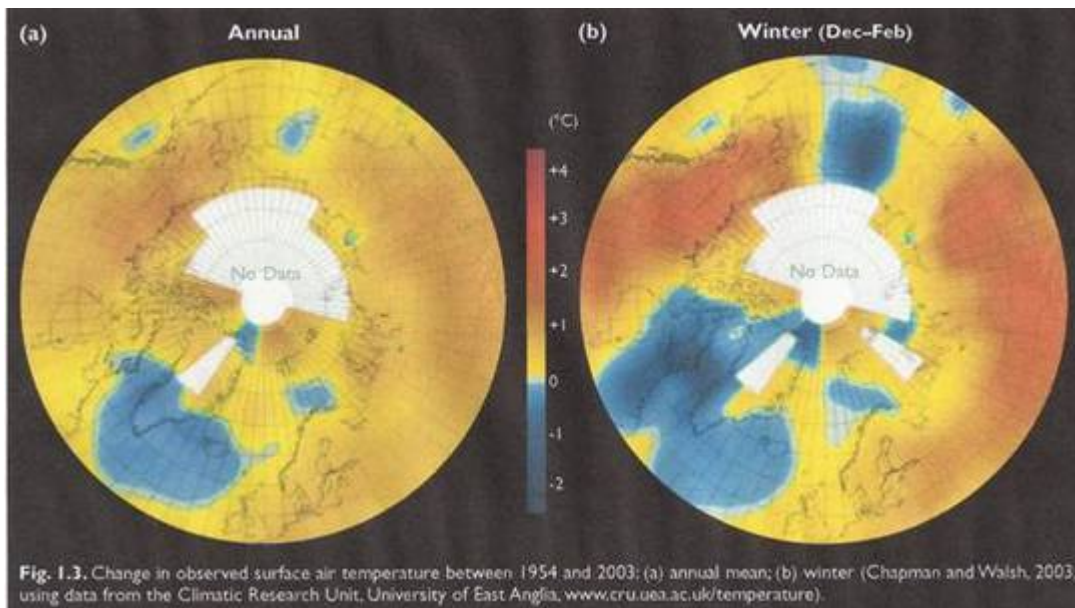 (a)
Annual
(b)
Winter (Dec–Feb)
(°C)
+4
+3
+2
+1
0
-1
-2
No Data
No Data
Fig. 1.3. Change in observed surface air temperature between 1954 and 2003: (a) annual mean; (b) winter (Chapman and Walsh, 2003,
using data from the Climatic Research Unit, University of East Anglia, www.cru.uea.ac.uk/temperature).